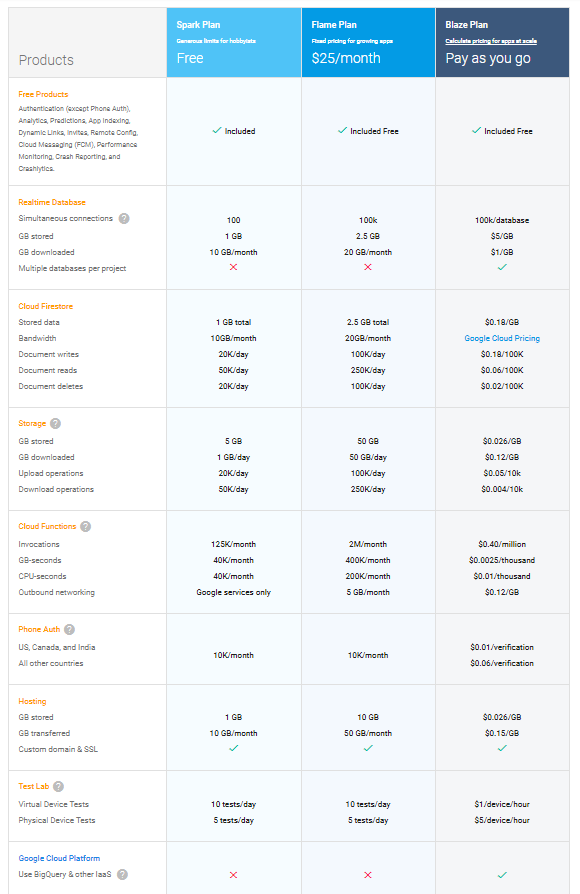 Products
Spark Plan
Generous limits for hobbyists
Free
Flame Plan
Fixed pricing for growing apps
$25/month
Blaze Plan
Calculate pricing for apps at scale
Pay as you go
Free Products
Authentication (except Phone Auth),
Analytics, Predictions, App Indexing,
Dynamic Links, Invites, Remote Config,
Cloud Messaging (FCM), Performance
Monitoring, Crash Reporting, and
Crashlytics.
✓ Included ✓ Included Free ✓ Included Free
Realtime Database
Simultaneous connections ? 100 100k 100k/database
GB stored 1 GB 2.5 GB $5/GB
GB downloaded 10 GB/month 20 GB/month $1/GB
Multiple databases per project ✕ ✕ ✓
Cloud Firestore
Stored data 1 GB total 2.5 GB total $0.18/GB
Bandwidth 10GB/month 20GB/month Google Cloud Pricing
Document writes 20K/day 100K/day $0.18/100K
Document reads 50K/day 250K/day $0.06/100K
Document deletes 20K/day 100K/day $0.02/100K
Storage ?
GB stored 5 GB 50 GB $0.026/GB
GB downloaded 1 GB/day 50 GB/day $0.12/GB
Upload operations 20K/day 100K/day $0.05/10k
Download operations 50K/day 250K/day $0.004/10k
Cloud Functions ?
Invocations 125K/month 2M/month $0.40/million
GB-seconds 40K/month 400K/month $0.0025/thousand
CPU-seconds 40K/month 200K/month $0.01/thousand
Outbound networking Google services only 5 GB/month $0.12/GB
Phone Auth ?
US, Canada, and India $0.01/verification
10K/month 10K/month
All other countries $0.06/verification
Hosting
GB stored 1 GB 10 GB $0.026/GB
GB transferred 10 GB/month 50 GB/month $0.15/GB
Custom domain & SSL ✓ ✓ ✓
Test Lab ?
Virtual Device Tests 10 tests/day 10 tests/day $1/device/hour
Physical Device Tests 5 tests/day 5 tests/day $5/device/hour
Google Cloud Platform
Use BigQuery & other IaaS ? ✕ ✕ ✓